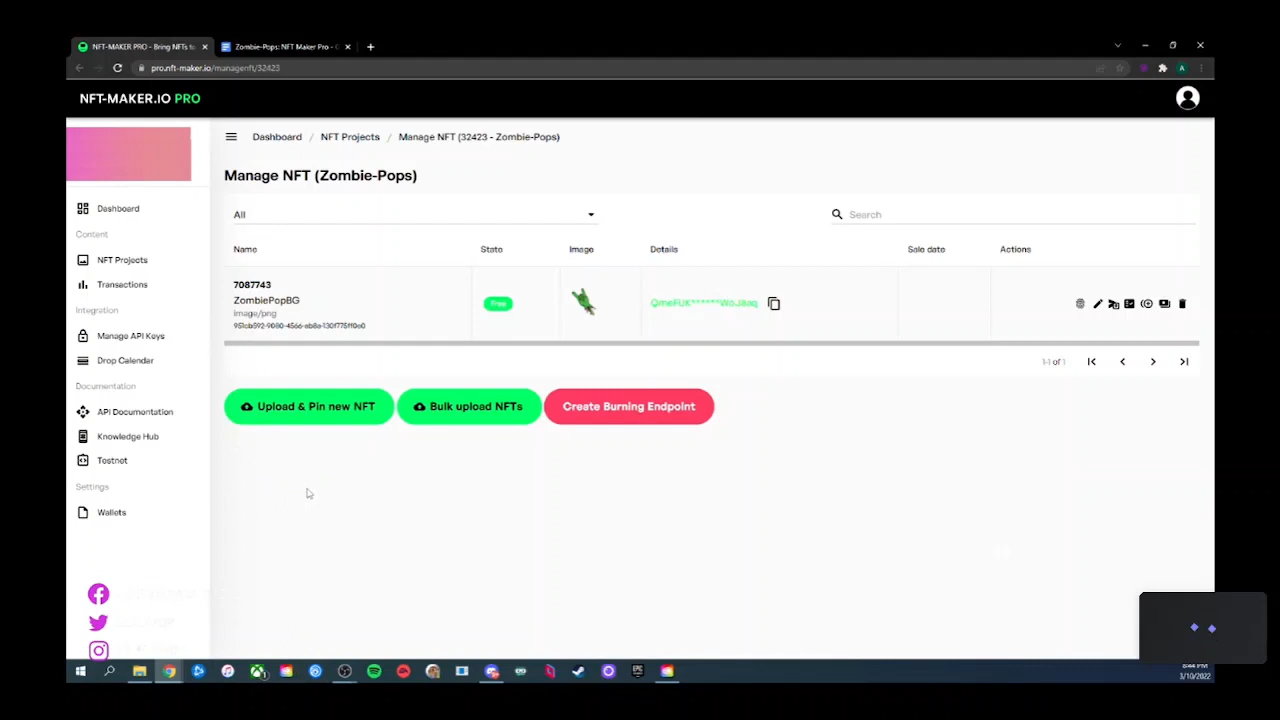 NFT-MAKER PRO - Bring NFTs to
Zombie-Pops: NFT Maker Pro -
pro.nft-maker.io/managenft/32423
NFT-MAKER.IO PRO
Dashboard / NFT Projects / Manage NFT (32423 - Zombie-Pops)
Manage NFT (Zombie-Pops)
All
Search
Name State Image Details Sale date Actions
7087743
ZombiePopBG
image/png
Free
1-1 of 1
Upload & Pin new NFT
Bulk upload NFTs
Create Burning Endpoint
Dashboard
Content
NFT Projects
Transactions
Integration
Manage API Keys
Drop Calendar
Documentation
API Documentation
Knowledge Hub
Testnet
Settings
Wallets
8:44 PM
3/10/2022